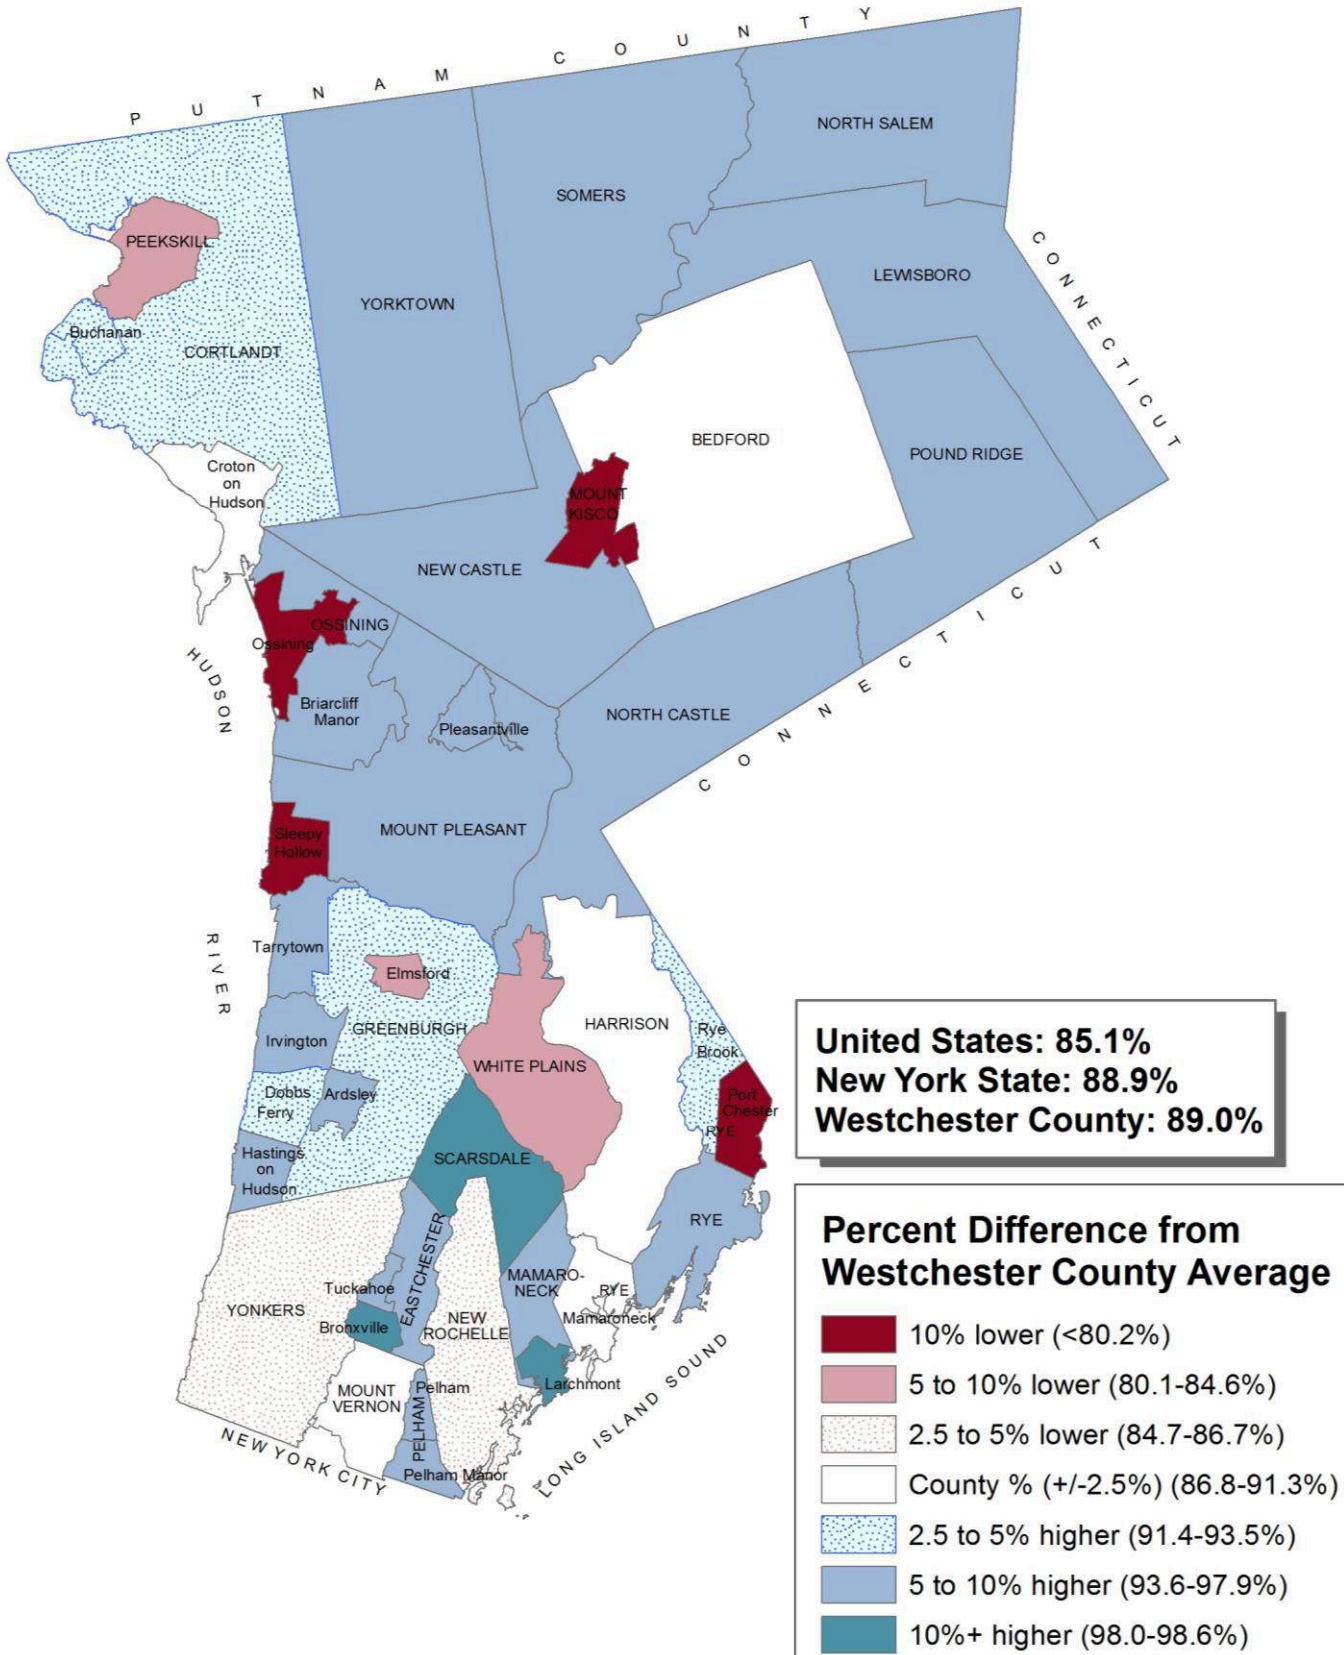 PUTNAM COUNTY
NORTH SALEM
SOMERS
PEEKSKILL
CONNECTICUT
LEWISBORO
YORKTOWN
Buchanan
CORTLANDT
BEDFORD
POUND RIDGE
Croton
on
Hudson
MOUNT
KISCO
NEW CASTLE
CONNECTICUT
OSSINING
Ossining
HUDSON
Briarcliff
Manor
Pleasantville
NORTH CASTLE
MOUNT PLEASANT
Sleepy
Hollow
RIVER
Tarrytown
Elmsford
GREENBURGH
HARRISON
Rye
Brook
Irvington
WHITE PLAINS
Dobbs
Ferry
Ardsley
Port
Chester
RYE
Hastings
on
Hudson
SCARSDALE
RYE
EASTCHESTER
MAMARO-
NECK
RYE
Tuckahoe
YONKERS
Bronxville
NEW
ROCHELLE
Mamaroneck
MOUNT
VERNON
Pelham
Larchmont
PELHAM
Pelham Manor
NEW YORK CITY
LONG ISLAND SOUND
United States: 85.1%
New York State: 88.9%
Westchester County: 89.0%
Percent Difference from
Westchester County Average
10% lower (<80.2%)
5 to 10% lower (80.1-84.6%)
2.5 to 5% lower (84.7-86.7%)
County % (+/-2.5%) (86.8-91.3%)
2.5 to 5% higher (91.4-93.5%)
5 to 10% higher (93.6-97.9%)
10%+ higher (98.0-98.6%)